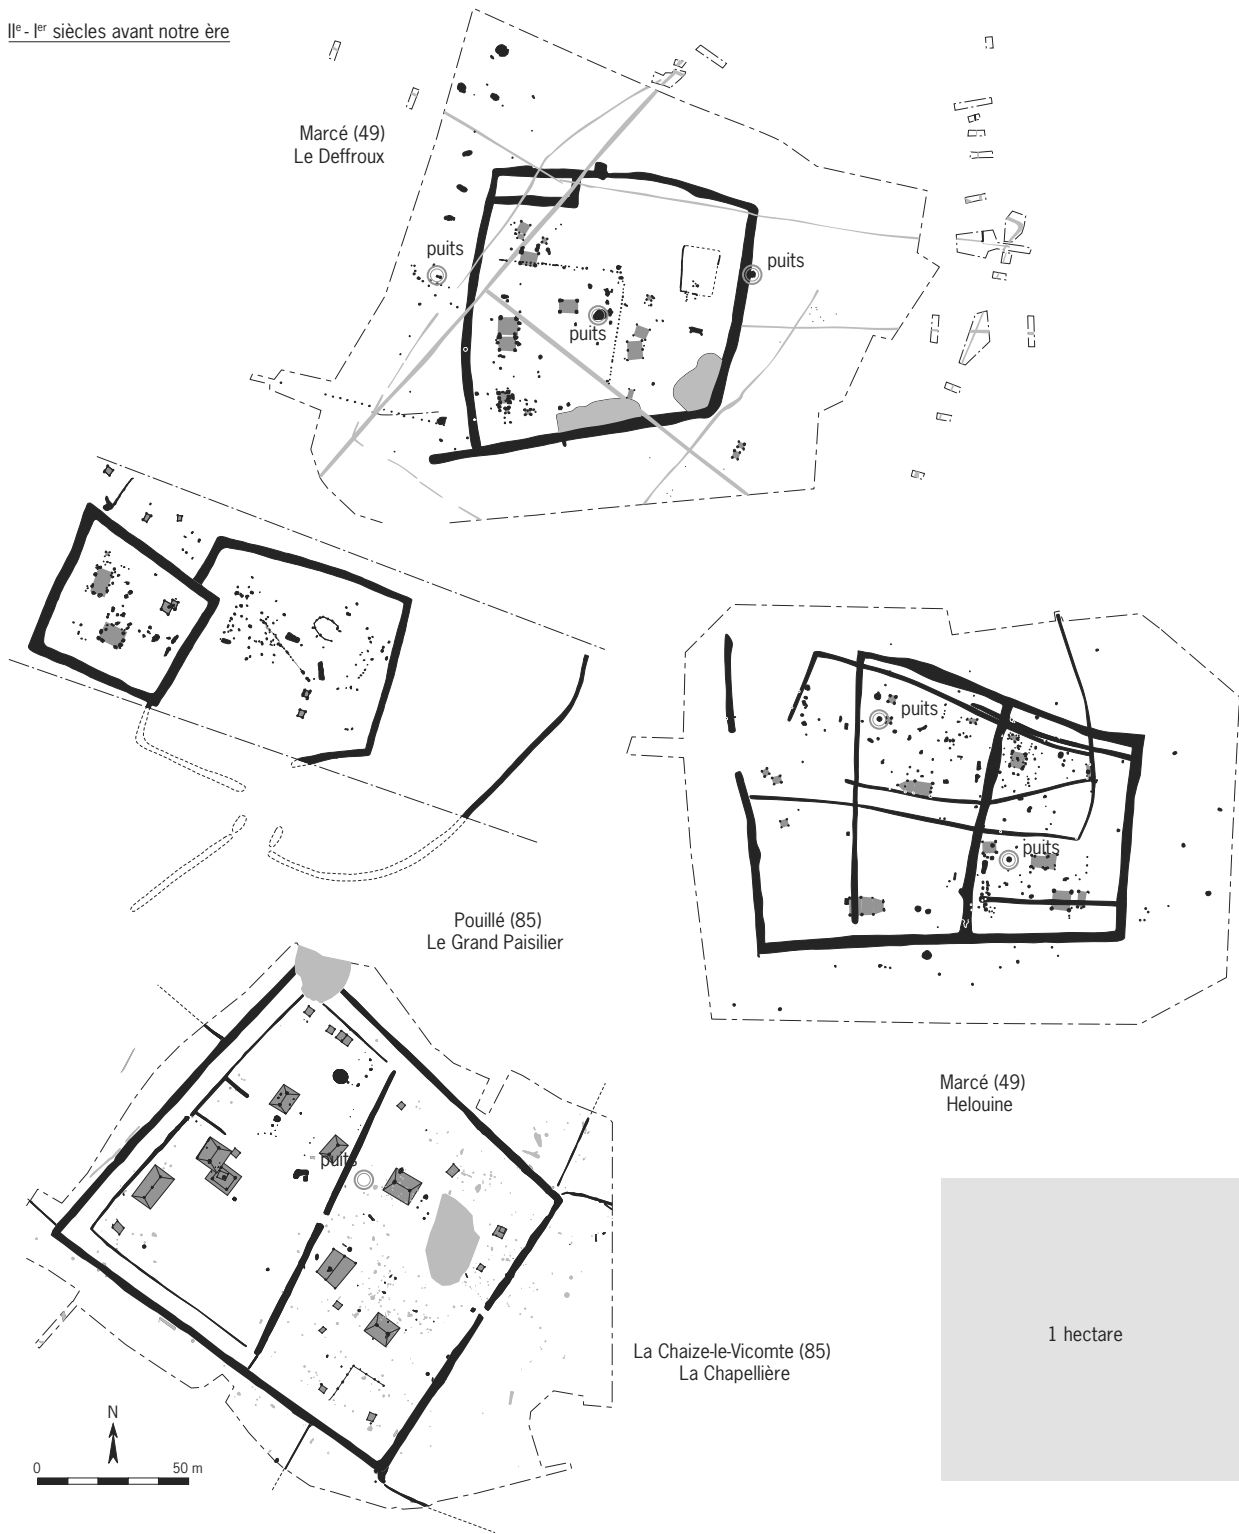 IIe - Ier siècles avant notre ère
Marcé (49)
Le Deffroux
puits
puits
puits
Pouillé (85)
Le Grand Paisilier
puits
puits
Marcé (49)
Helouine
puits
La Chaize-le-Vicomte (85)
La Chapellière
1 hectare
N
0 50 m